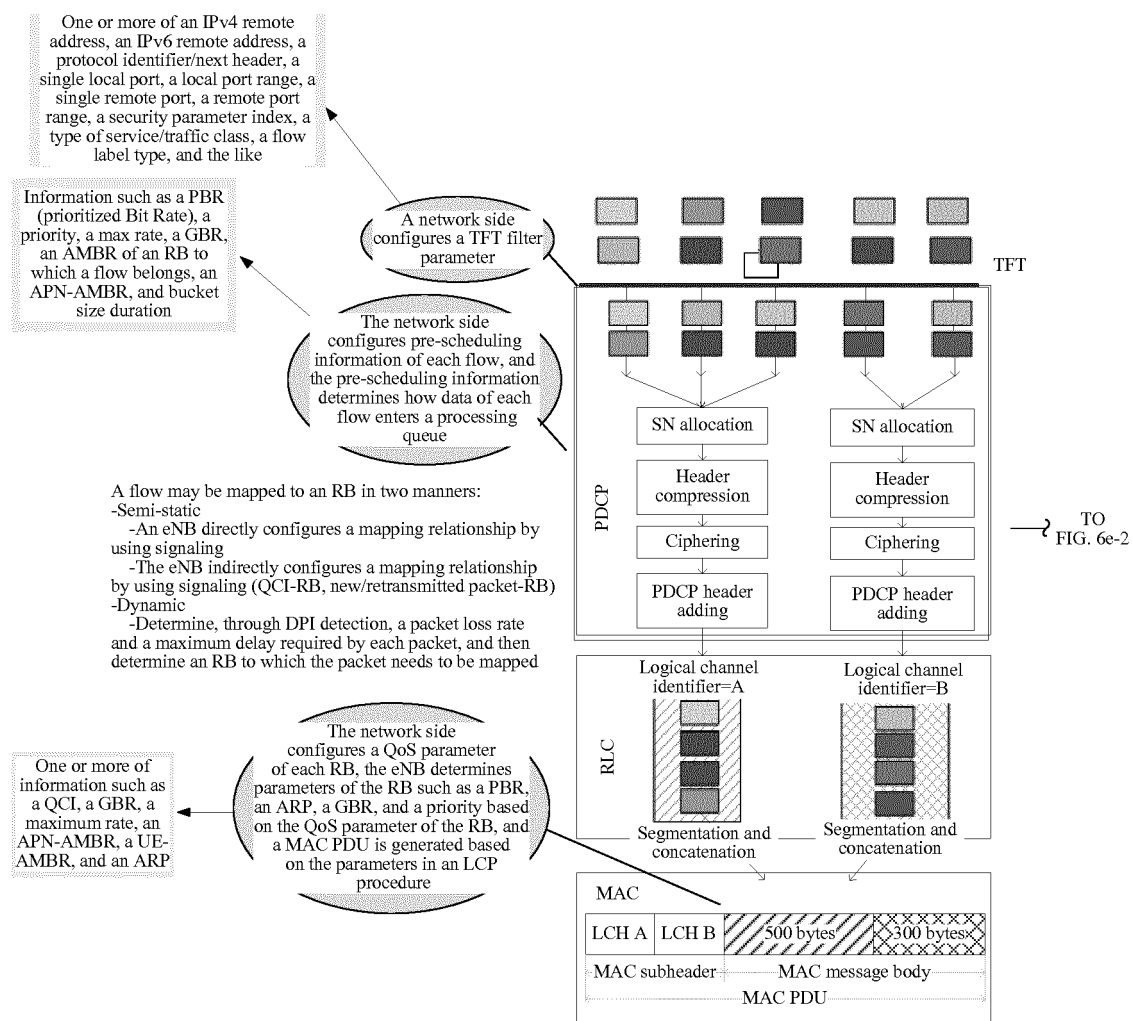 One or more of an IPv4 remote
address, an IPv6 remote address, a
protocol identifier/next header, a
single local port, a local port range, a
single remote port, a remote port
range, a security parameter index, a
type of service/traffic class, a flow
label type, and the like
Information such as a PBR
(prioritized Bit Rate), a
priority, a max rate, a GBR,
an AMBR of an RB to
which a flow belongs, an
APN-AMBR, and bucket
size duration
A network side
configures a TFT filter
parameter
TFT
The network side
configures pre-scheduling
information of each flow, and
the pre-scheduling information
determines how data of each
flow enters a processing
queue
PDCP
SN allocation
Header
compression
Ciphering
PDCP header
adding
SN allocation
Header
compression
Ciphering
PDCP header
adding
TO
FIG. 6e-2
A flow may be mapped to an RB in two manners:
-Semi-static
-An eNB directly configures a mapping relationship by
using signaling
-The eNB indirectly configures a mapping relationship
by using signaling (QCI-RB, new/retransmitted packet-RB)
-Dynamic
-Determine, through DPI detection, a packet loss rate
and a maximum delay required by each packet, and then
determine an RB to which the packet needs to be mapped
RLC
Logical channel
identifier=A
Logical channel
identifier=B
Segmentation and
concatenation
Segmentation and
concatenation
The network side
configures a QoS parameter
of each RB, the eNB determines
parameters of the RB such as a PBR,
an ARP, a GBR, and a priority based
on the QoS parameter of the RB, and
a MAC PDU is generated based
on the parameters in an LCP
procedure
One or more of
information such as
a QCI, a GBR, a
maximum rate, an
APN-AMBR, a UE-
AMBR, and an ARP
MAC
LCH A LCH B 500 bytes 300 bytes
MAC subheader MAC message body
MAC PDU